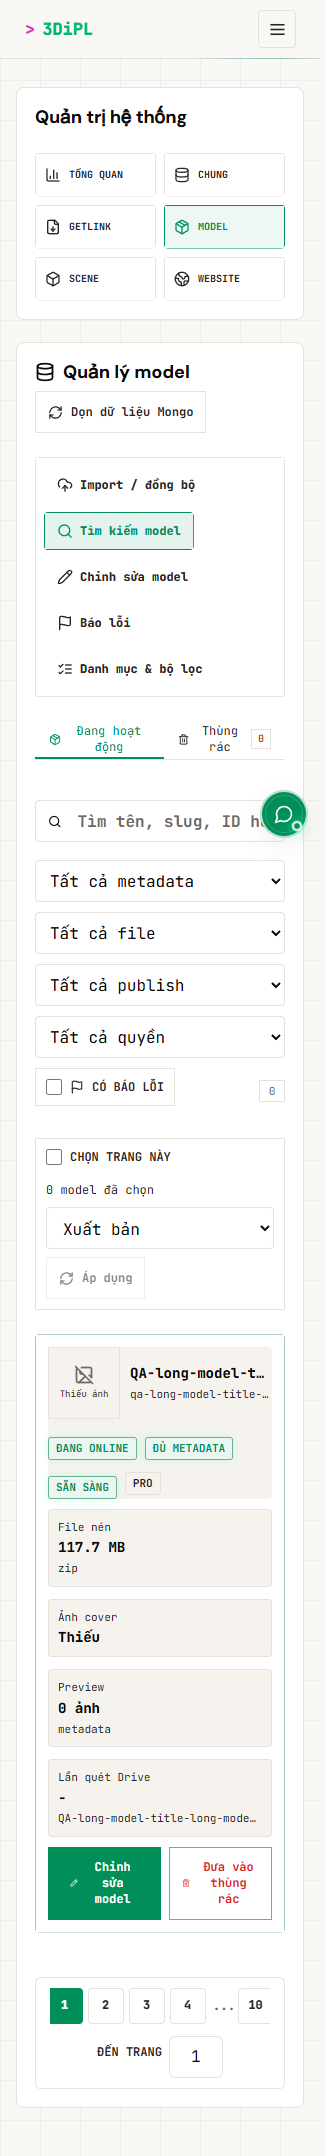 > 3DiPL
Quản trị hệ thống
TỔNG QUAN
CHUNG
GETLINK
MODEL
SCENE
WEBSITE
Quản lý model
Dọn dữ liệu Mongo
Import / đồng bộ
Tìm kiếm model
Chỉnh sửa model
Báo lỗi
Danh mục & bộ lọc
Đang hoạt
động
Thùng
rác
0
Tìm tên, slug, ID h
Tất cả metadata
Tất cả file
Tất cả publish
Tất cả quyền
CÓ BÁO LỖI
0
CHỌN TRANG NÀY
0 model đã chọn
Xuất bản
Áp dụng
Thiếu ảnh
QA-long-model-t…
qa-long-model-title-…
ĐANG ONLINE
ĐỦ METADATA
SẴN SÀNG
PRO
File nén
117.7 MB
zip
Ảnh cover
Thiếu
Preview
0 ảnh
metadata
Lần quét Drive
-
QA-long-model-title-long-mode…
Chỉnh
sửa
model
Đưa vào
thùng
rác
1 2 3 4 ... 10
ĐẾN TRANG 1